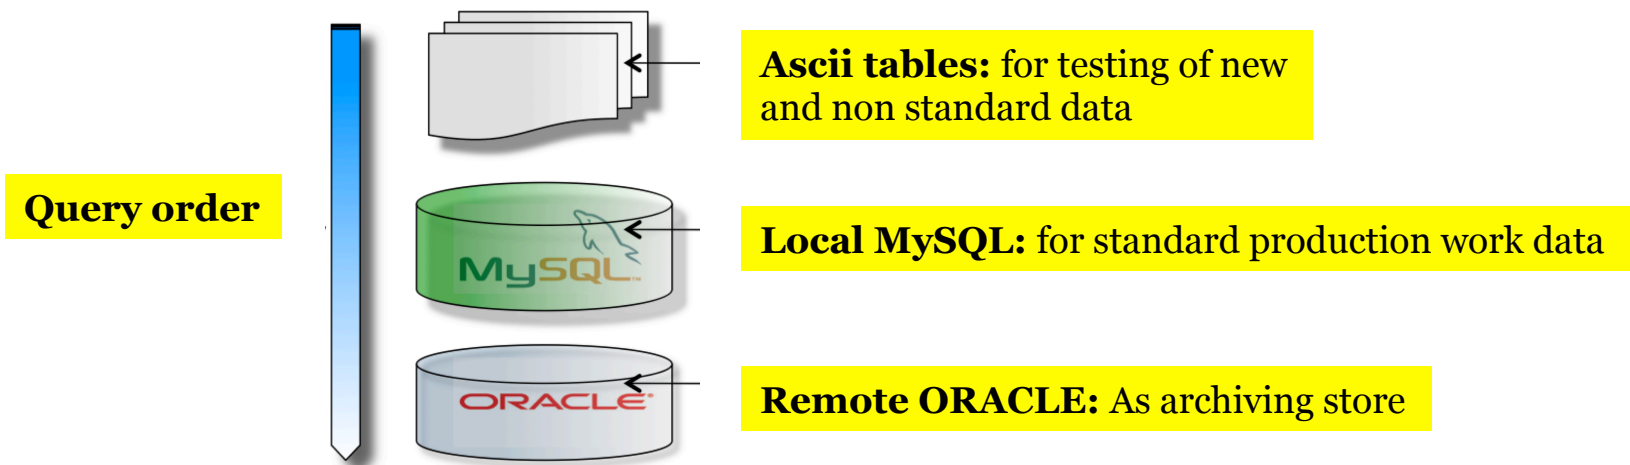 Ascii tables: for testing of new
and non standard data
Query order
MySQL™
Local MySQL: for standard production work data
ORACLE®
Remote ORACLE: As archiving store